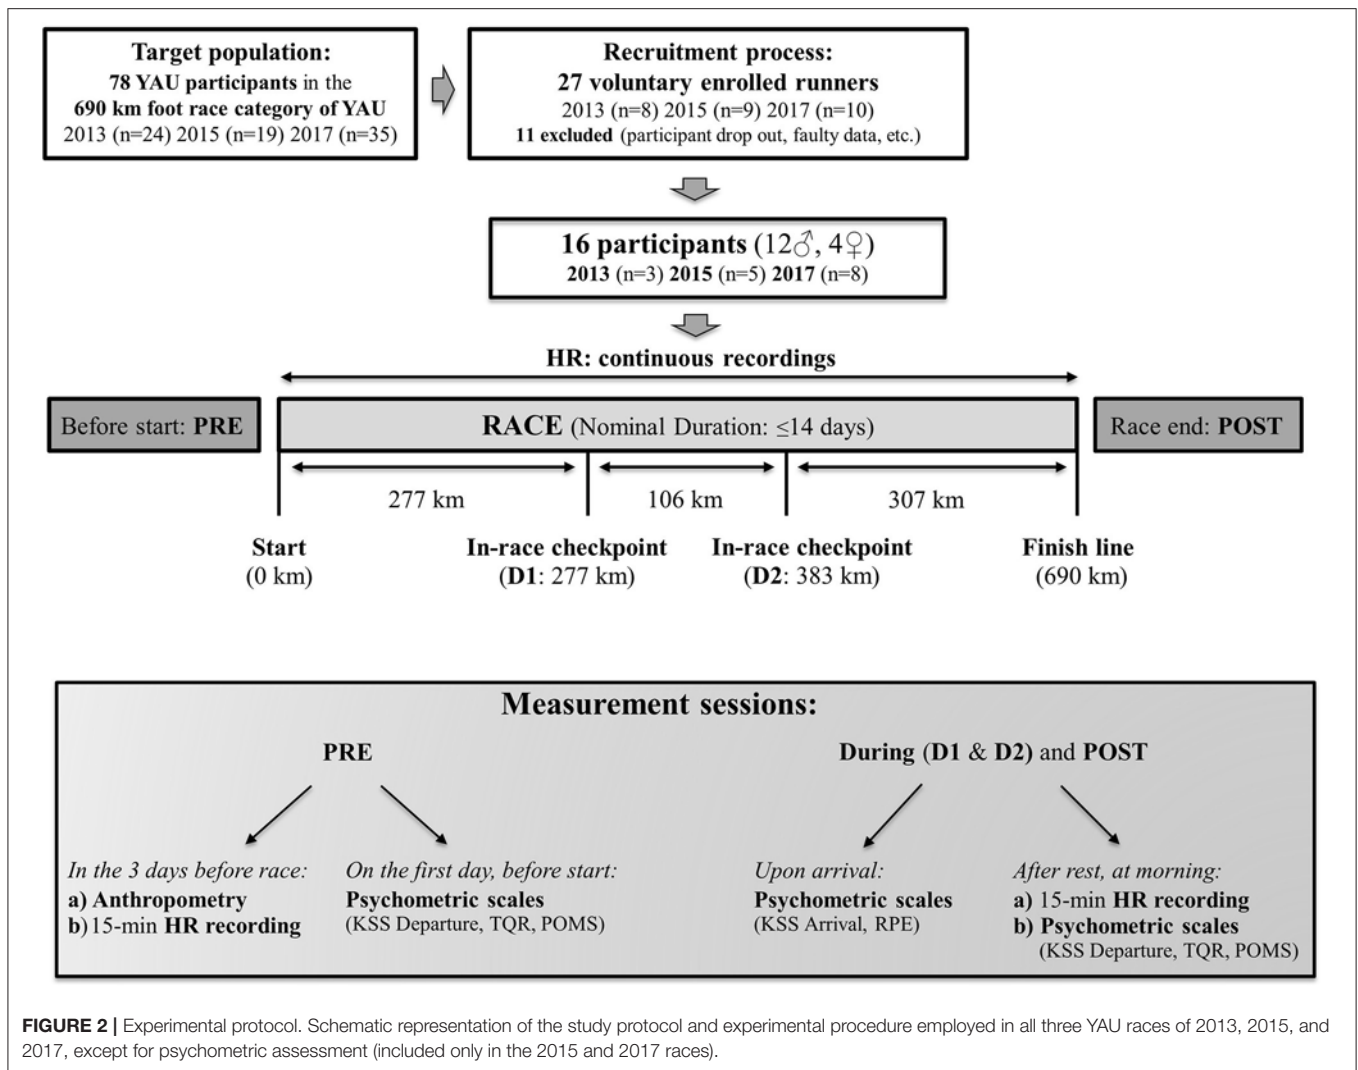 Target population:
78 YAU participants in the
690 km foot race category of YAU
2013 (n=24) 2015 (n=19) 2017 (n=35)
Recruitment process:
27 voluntary enrolled runners
2013 (n=8) 2015 (n=9) 2017 (n=10)
11 excluded (participant drop out, faulty data, etc.)
16 participants (12♂, 4♀)
2013 (n=3) 2015 (n=5) 2017 (n=8)
HR: continuous recordings
Before start: PRE
RACE (Nominal Duration: ≤14 days)
Race end: POST
277 km
106 km
307 km
Start
(0 km)
In-race checkpoint
(D1: 277 km)
In-race checkpoint
(D2: 383 km)
Finish line
(690 km)
Measurement sessions:
PRE
In the 3 days before race:
a) Anthropometry
b) 15-min HR recording
On the first day, before start:
Psychometric scales
(KSS Departure, TQR, POMS)
During (D1 & D2) and POST
Upon arrival:
Psychometric scales
(KSS Arrival, RPE)
After rest, at morning:
a) 15-min HR recording
b) Psychometric scales
(KSS Departure, TQR, POMS)
FIGURE 2 | Experimental protocol. Schematic representation of the study protocol and experimental procedure employed in all three YAU races of 2013, 2015, and
2017, except for psychometric assessment (included only in the 2015 and 2017 races).